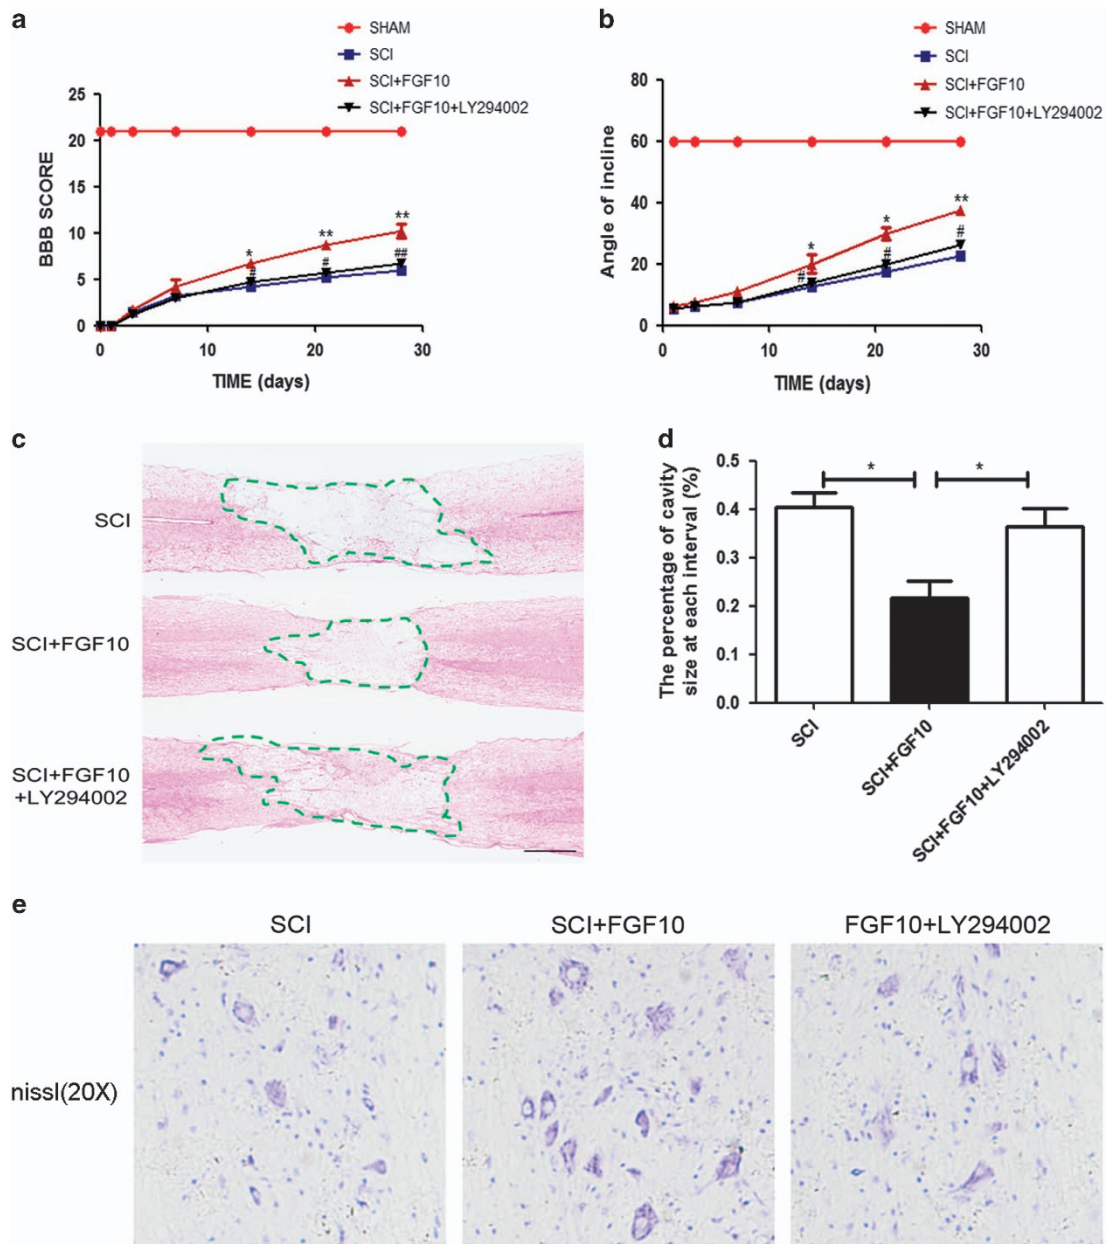 a
SHAM
SCI
SCI+FGF10
SCI+FGF10+LY294002
25
20
15
10
5
0
BBB SCORE
* ** **
# # ##
0 10 20 30
TIME (days)
b
SHAM
SCI
SCI+FGF10
SCI+FGF10+LY294002
80
60
40
20
0
Angle of incline
* * **
# # #
0 10 20 30
TIME (days)
c
SCI
SCI+FGF10
SCI+FGF10
+LY294002
d
0.5
0.4
0.3
0.2
0.1
0.0
The percentage of cavity
size at each interval (%)
* *
SCI
SCI+FGF10
SCI+FGF10+LY294002
e
SCI SCI+FGF10 FGF10+LY294002
nissl(20X)